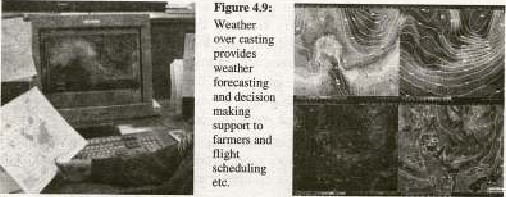 Figure 4.9:
Weather
over casting
provides
weather
forecasting
and decision
making
support to
farmers and
flight
scheduling
etc.